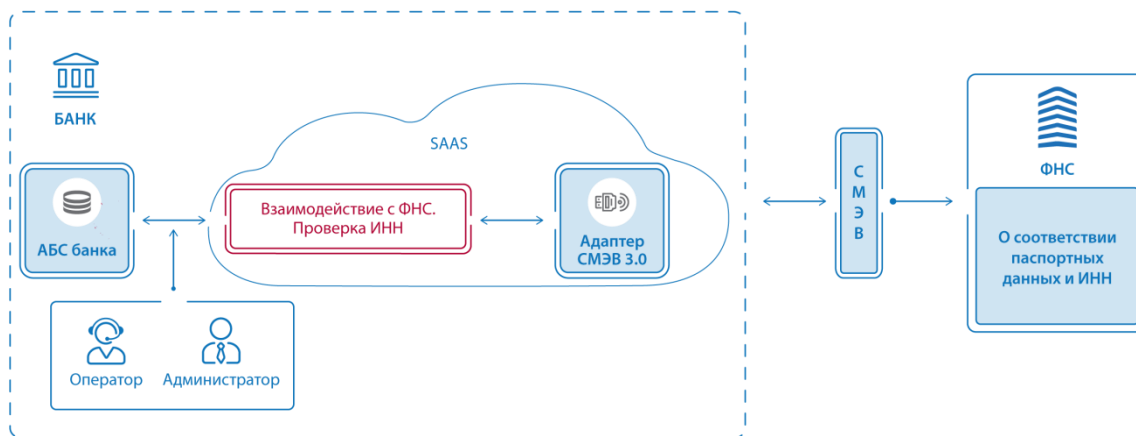 БАНК
SAAS
АБС банка
Взаимодействие с ФНС.
Проверка ИНН
EDI
Адаптер
СМЭВ 3.0
Оператор
Администратор
С
М
Э
В
ФНС
О соответствии
паспортных
данных и ИНН